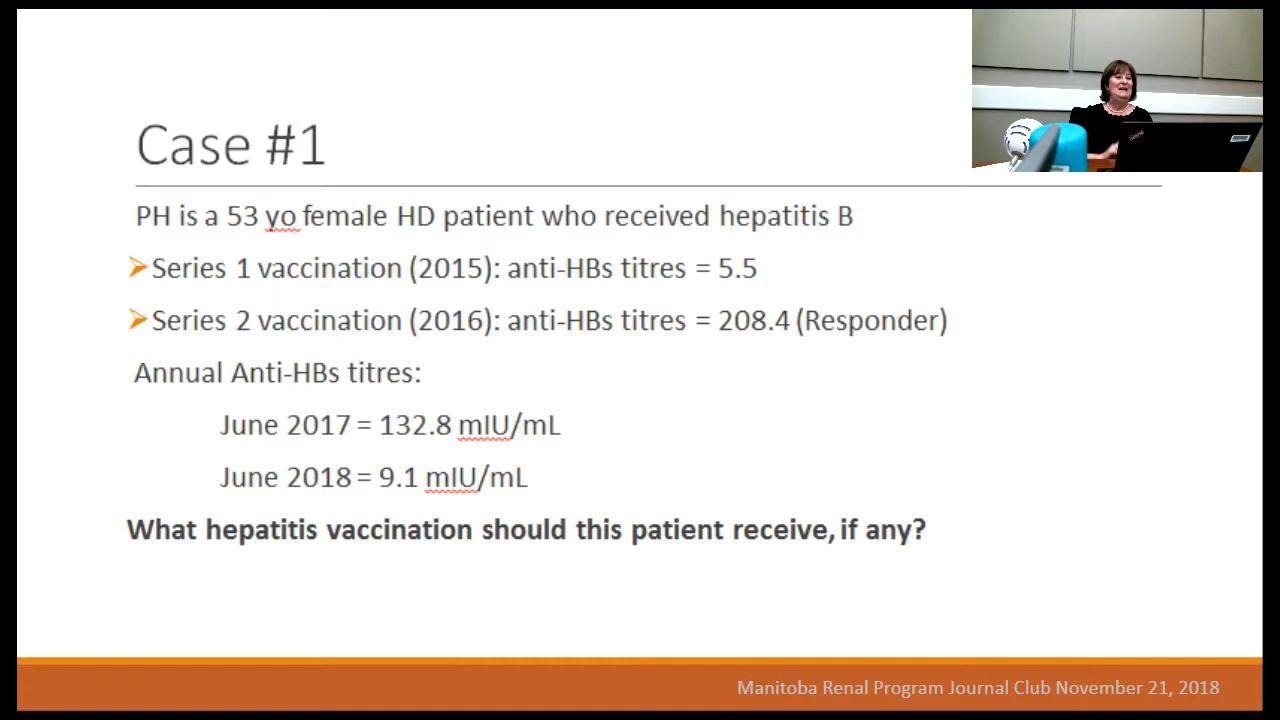 Case #1
PH is a 53 yo female HD patient who received hepatitis B
Series 1 vaccination (2015): anti-HBs titres = 5.5
Series 2 vaccination (2016): anti-HBs titres = 208.4 (Responder)
Annual Anti-HBs titres:
June 2017 = 132.8 mIU/mL
June 2018 = 9.1 mIU/mL
What hepatitis vaccination should this patient receive, if any?
Manitoba Renal Program Journal Club November 21, 2018